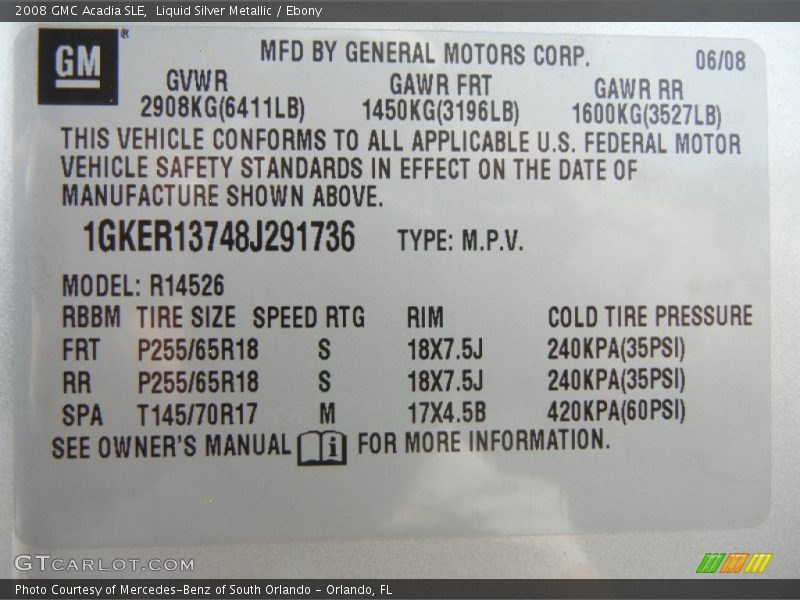 2008 GMC Acadia SLE, Liquid Silver Metallic / Ebony
GM ®
MFD BY GENERAL MOTORS CORP. 06/08
GVWR GAWR FRT GAWR RR
2908KG(6411LB) 1450KG(3196LB) 1600KG(3527LB)
THIS VEHICLE CONFORMS TO ALL APPLICABLE U.S. FEDERAL MOTOR
VEHICLE SAFETY STANDARDS IN EFFECT ON THE DATE OF
MANUFACTURE SHOWN ABOVE.
1GKER13748J291736 TYPE: M.P.V.
MODEL: R14526
RBBM TIRE SIZE SPEED RTG RIM COLD TIRE PRESSURE
FRT P255/65R18 S 18X7.5J 240KPA(35PSI)
RR P255/65R18 S 18X7.5J 240KPA(35PSI)
SPA T145/70R17 M 17X4.5B 420KPA(60PSI)
SEE OWNER'S MANUAL i FOR MORE INFORMATION.
GTCARLOT.COM
Photo Courtesy of Mercedes-Benz of South Orlando - Orlando, FL